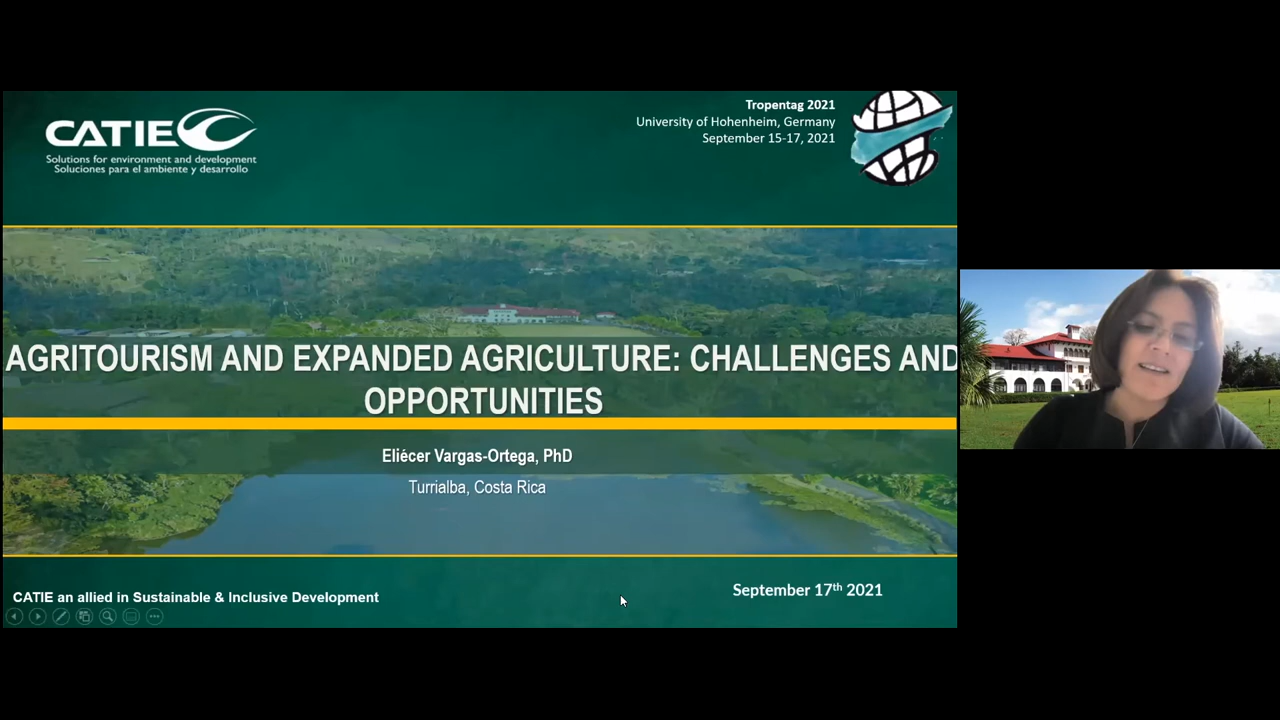 CATIE
Solutions for environment and development
Soluciones para el ambiente y desarrollo
Tropentag 2021
University of Hohenheim, Germany
September 15-17, 2021
AGRITOURISM AND EXPANDED AGRICULTURE: CHALLENGES AND
OPPORTUNITIES
Eliécer Vargas-Ortega, PhD
Turrialba, Costa Rica
CATIE an allied in Sustainable & Inclusive Development
September 17th 2021